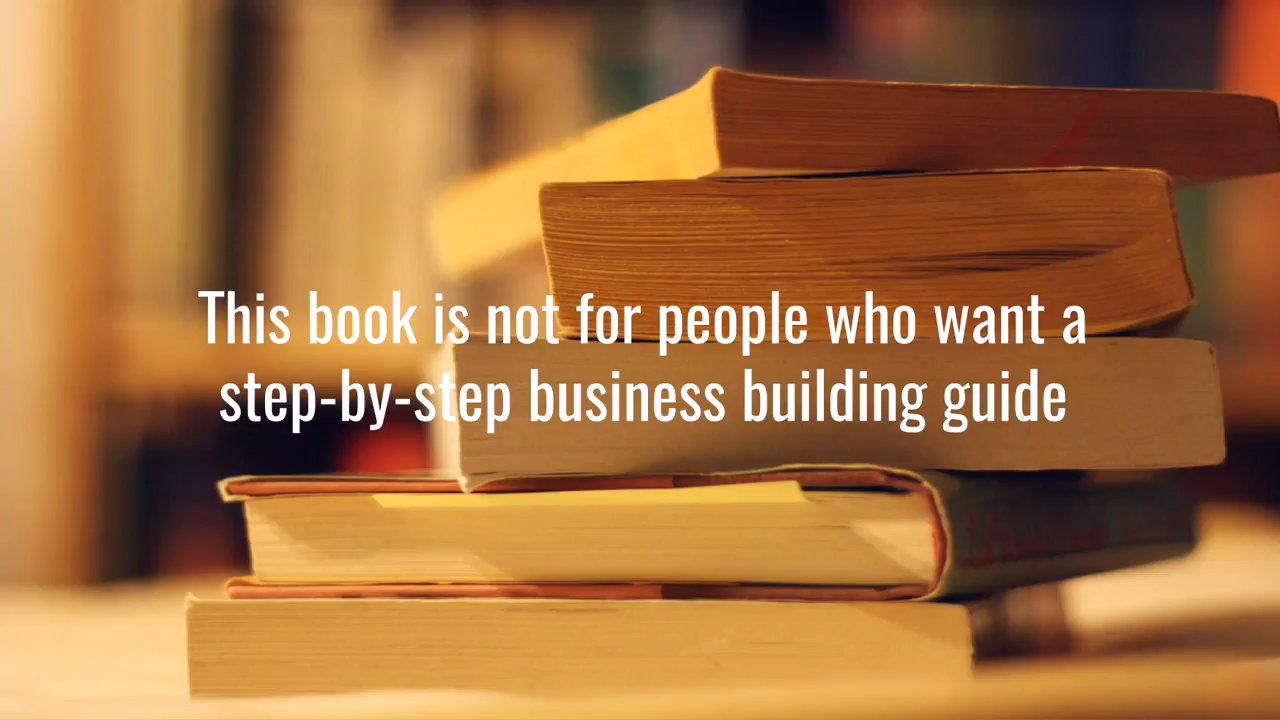 This book is not for people who want a
step-by-step business building guide